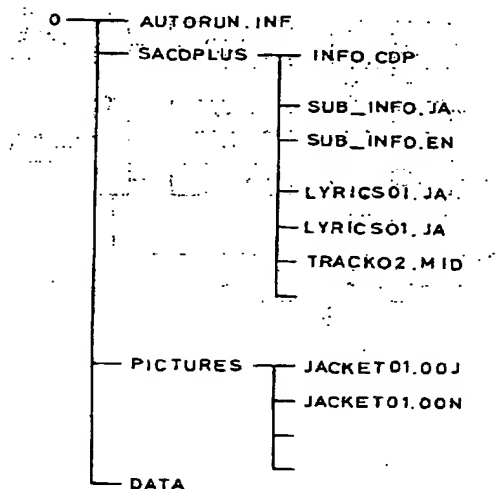 0 AUTORUN.INF
SACDPLUS INFO.CDP
SUB_INFO.JA
SUB_INFO.EN
LYRICS01.JA
LYRICS01.JA
TRACK02.MID
PICTURES JACKET01.00J
JACKET01.00N
DATA